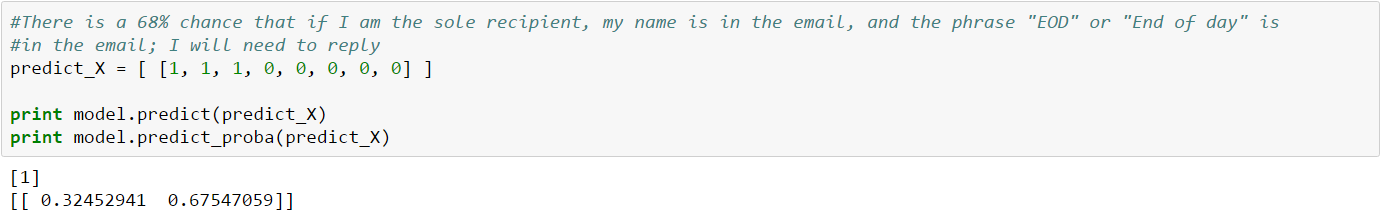 #There is a 68% chance that if I am the sole recipient, my name is in the email, and the phrase "EOD" or "End of day" is
#in the email; I will need to reply
predict_X = [ [1, 1, 1, 0, 0, 0, 0, 0] ]
print model.predict(predict_X)
print model.predict_proba(predict_X)
[1]
[[ 0.32452941  0.67547059]]